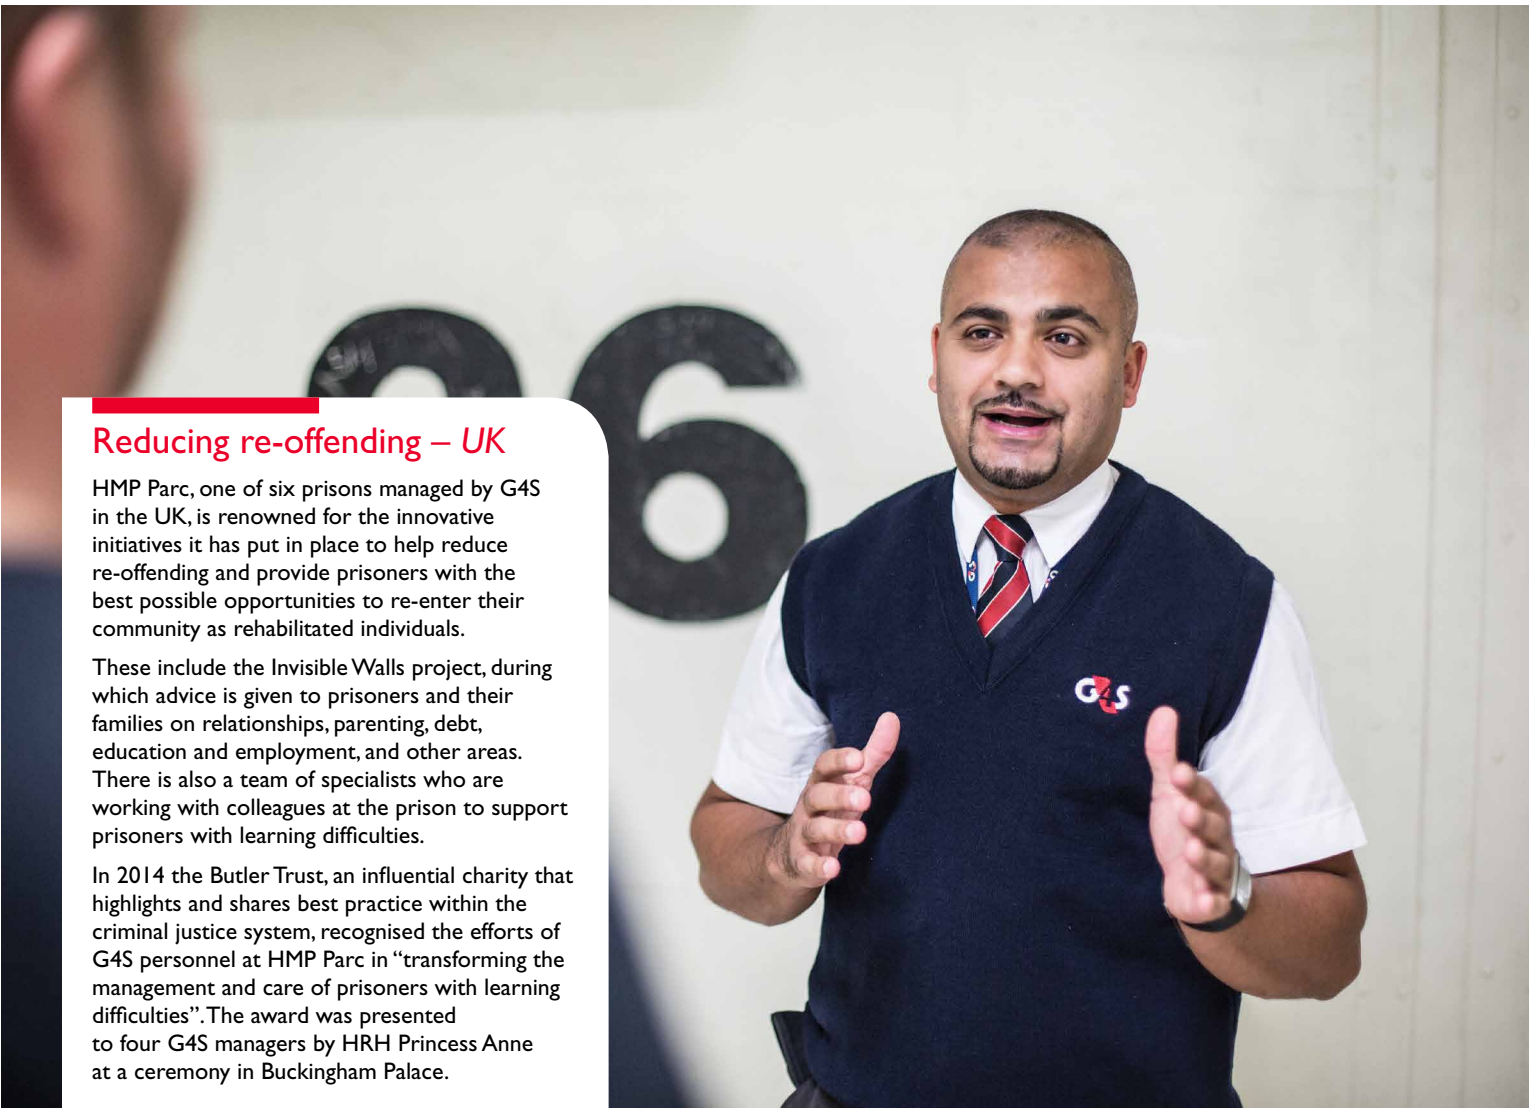 Reducing re-offending – UK
HMP Parc, one of six prisons managed by G4S
in the UK, is renowned for the innovative
initiatives it has put in place to help reduce
re-offending and provide prisoners with the
best possible opportunities to re-enter their
community as rehabilitated individuals.
These include the Invisible Walls project, during
which advice is given to prisoners and their
families on relationships, parenting, debt,
education and employment, and other areas.
There is also a team of specialists who are
working with colleagues at the prison to support
prisoners with learning difficulties.
In 2014 the Butler Trust, an influential charity that
highlights and shares best practice within the
criminal justice system, recognised the efforts of
G4S personnel at HMP Parc in “transforming the
management and care of prisoners with learning
difficulties”. The award was presented
to four G4S managers by HRH Princess Anne
at a ceremony in Buckingham Palace.
6
G4S